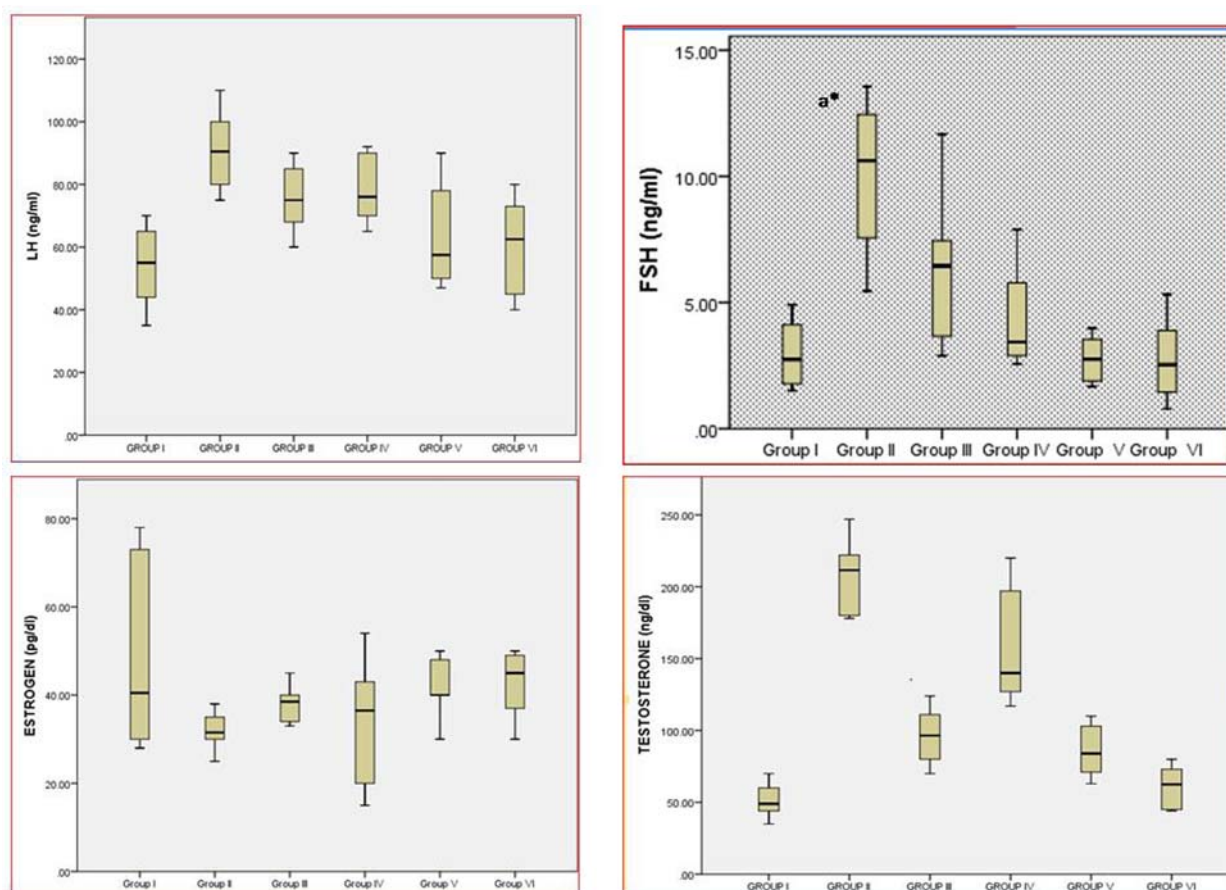 LH (ng/ml)
120.00
100.00
80.00
60.00
40.00
20.00
.00
GROUP I GROUP II GROUP III GROUP IV GROUP V GROUP VI
FSH (ng/ml)
15.00
a*
10.00
5.00
.00
Group I Group II Group III Group IV Group V Group VI
ESTROGEN (pg/dl)
80.00
60.00
40.00
20.00
.00
Group I Group II Group III Group IV Group V Group VI
TESTOSTERONE (ng/dl)
250.00
200.00
150.00
100.00
50.00
.00
GROUP I GROUP II GROUP III GROUP IV GROUP V GROUP VI